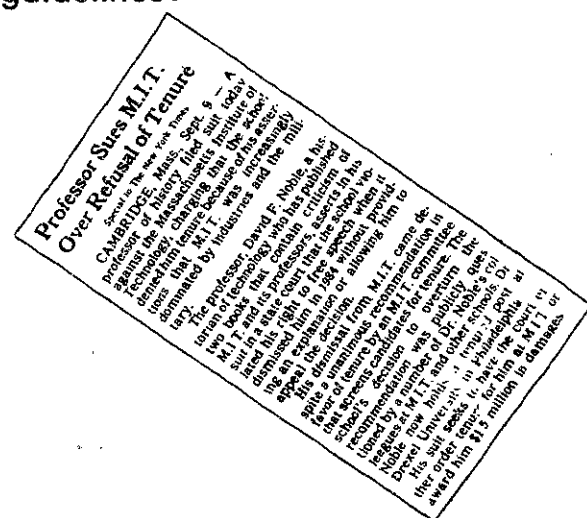 Professor Sues M.I.T.
Over Refusal of Tenure
Special to The New York Times
CAMBRIDGE, Mass., Sept. 9 — A
professor of history filed suit today
against the Massachusetts Institute of
Technology, charging that the school
denied him tenure because of his asser-
tions that M.I.T. was increasingly
dominated by industries and the mili-
tary.
The professor, David F. Noble, a his-
torian of technology who has published
two books that contain criticism of
M.I.T. and its professors, asserts in his
suit in a state court that the school vio-
lated his right to free speech when it
dismissed him in 1984 without provid-
ing an explanation or allowing him to
appeal the decision.
His dismissal from M.I.T. came de-
spite a unanimous recommendation in
favor of tenure by an M.I.T. committee
that screens candidates for tenure. The
school's decision to overturn the
recommendation was publicly ques
tioned by a number of Dr. Noble's col
leagues at M.I.T. and other schools. Dr.
Noble now holds a tenured post at
Drexel University in Philadelphia
His suit seeks to have the court ei
ther order tenure for him at M.I.T. or
award him $1.5 million in damages